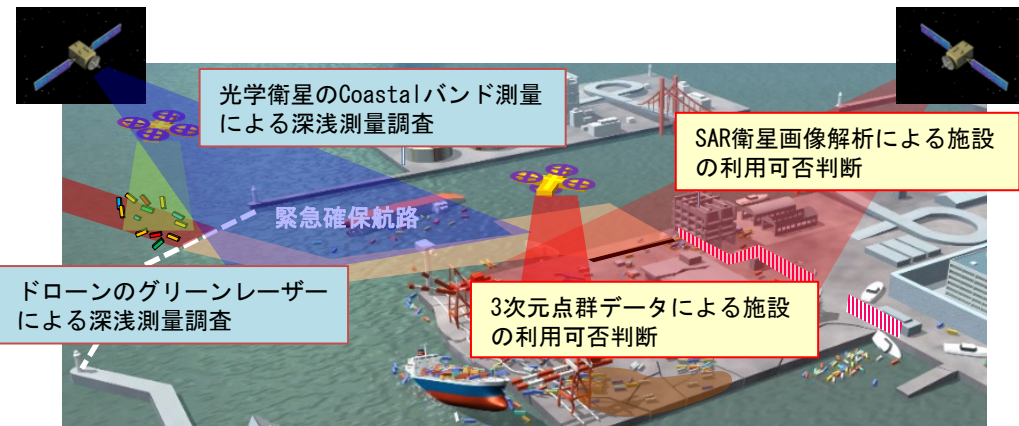 光学衛星のCoastalバンド測量
による深浅測量調査
SAR衛星画像解析による施設
の利用可否判断
緊急確保航路
ドローンのグリーンレーザー
による深浅測量調査
3次元点群データによる施設
の利用可否判断